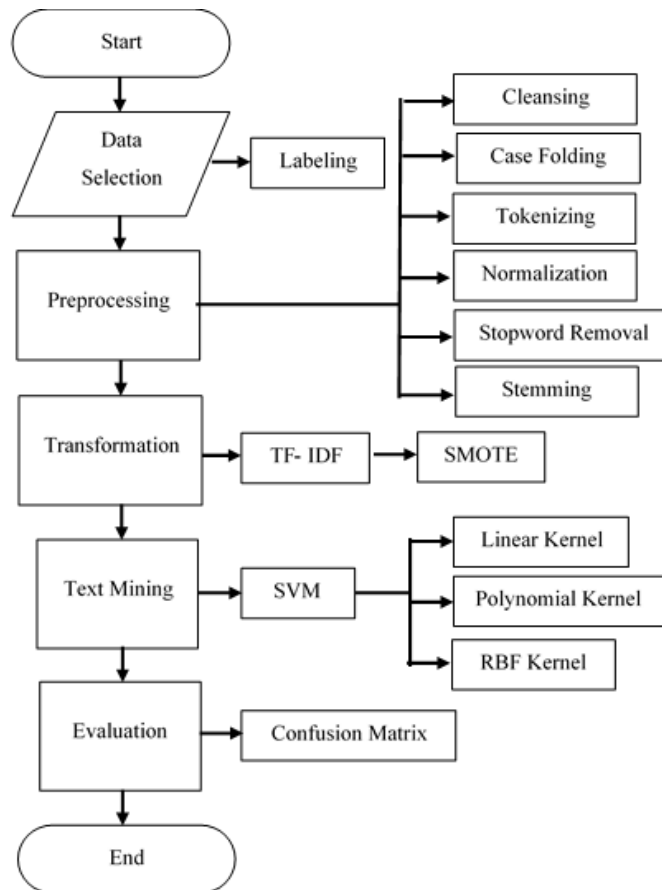 Start
Data
Selection
Labeling
Preprocessing
Cleansing
Case Folding
Tokenizing
Normalization
Stopword Removal
Stemming
Transformation
TF- IDF
SMOTE
Text Mining
SVM
Linear Kernel
Polynomial Kernel
RBF Kernel
Evaluation
Confusion Matrix
End